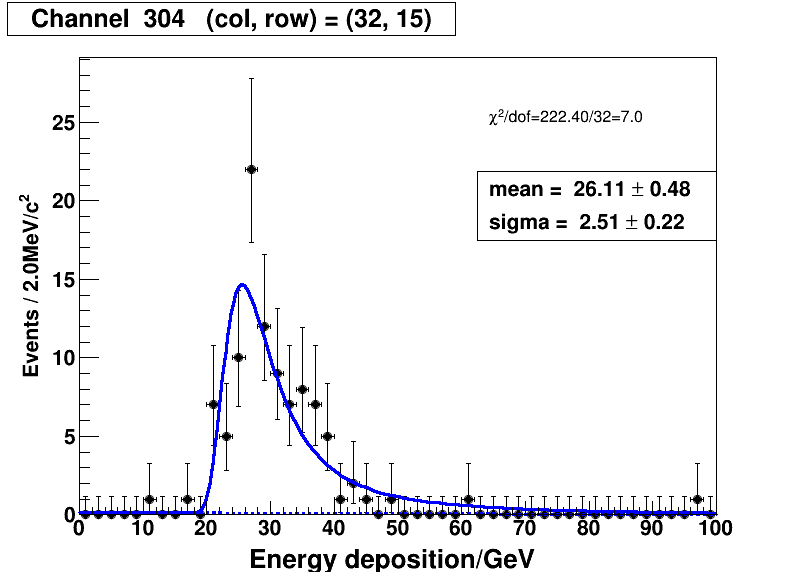 Channel  304   (col, row) = (32, 15)
χ²/dof=222.40/32=7.0
mean =  26.11 ± 0.48
sigma =  2.51 ± 0.22
Events / 2.0MeV/c²
25
20
15
10
5
0
0 10 20 30 40 50 60 70 80 90 100
Energy deposition/GeV